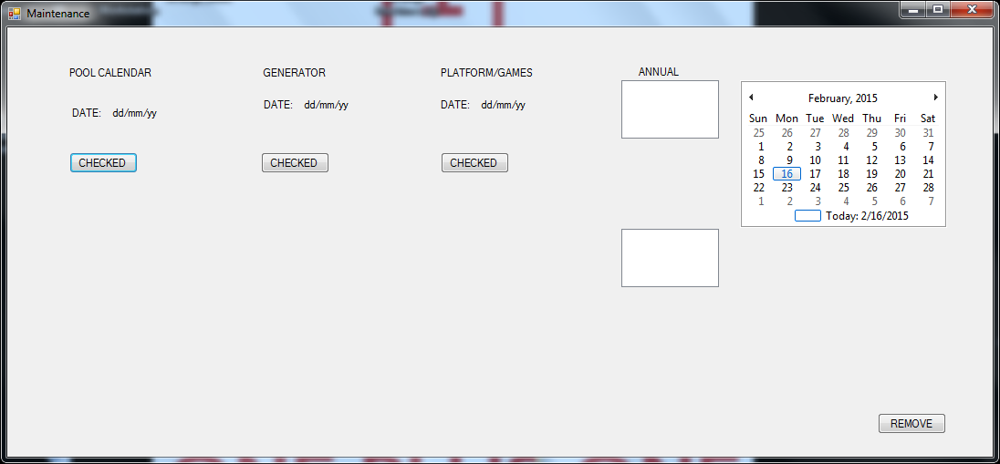 Maintenance
POOL CALENDAR
DATE: dd/mm/yy
CHECKED
GENERATOR
DATE: dd/mm/yy
CHECKED
PLATFORM/GAMES
DATE: dd/mm/yy
CHECKED
ANNUAL
February, 2015
Sun Mon Tue Wed Thu Fri Sat
25 26 27 28 29 30 31
1 2 3 4 5 6 7
8 9 10 11 12 13 14
15 16 17 18 19 20 21
22 23 24 25 26 27 28
1 2 3 4 5 6 7
Today: 2/16/2015
REMOVE